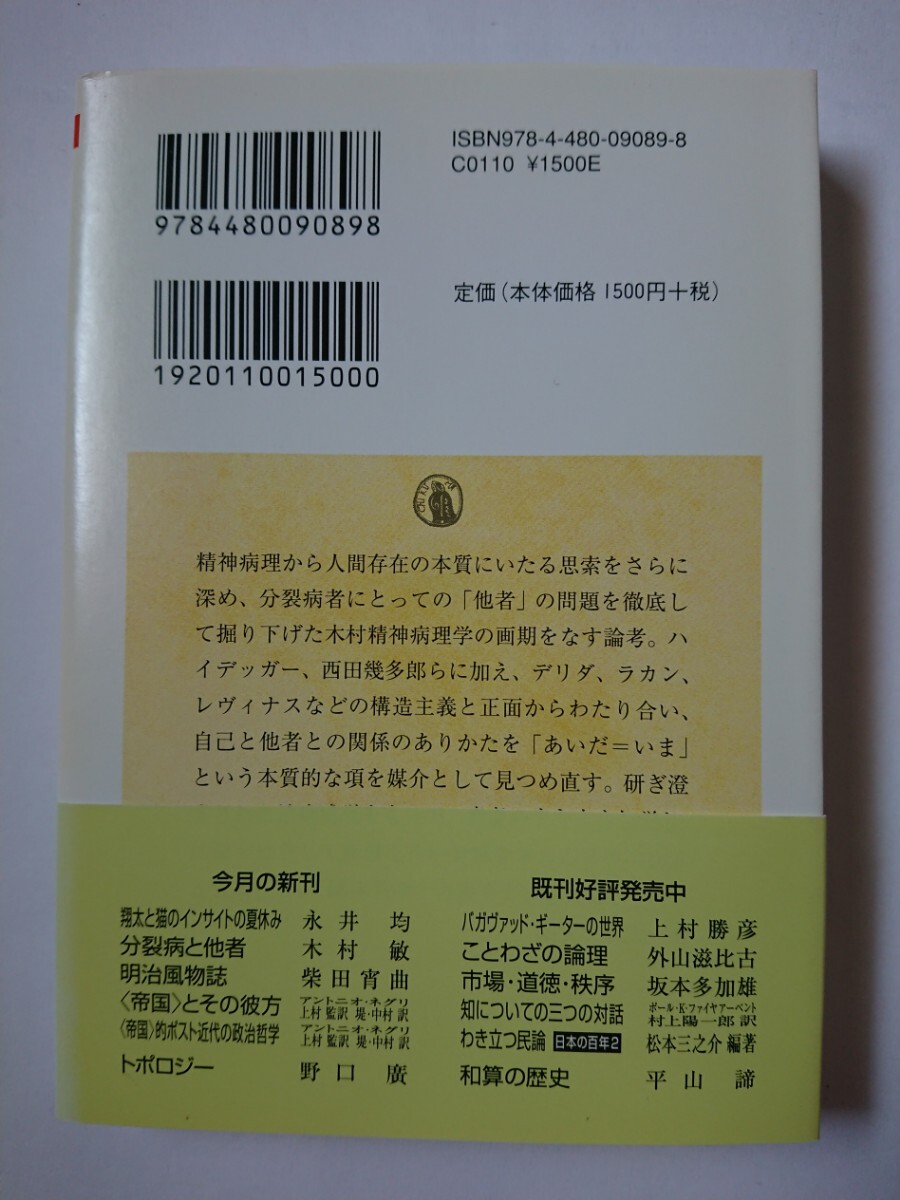 ISBN978-4-480-09089-8
C0110 ¥1500E
9784480090898
定価(本体価格1500円+税)
1920110015000
精神病理から人間存在の本質にいたる思索をさらに
深め、分裂病者にとっての「他者」の問題を徹底し
て掘り下げた木村精神病理学の画期をなす論考。ハ
イデッガー、西田幾多郎らに加え、デリダ、ラカン、
レヴィナスなどの構造主義と正面からわたり合い、
自己と他者との関係のありかたを「あいだ=いま」
という本質的な項を媒介として見つめ直す。研ぎ澄
今月の新刊
翔太と猫のインサイトの夏休み 永井均
分裂病と他者 木村敏
明治風物誌 柴田宵曲
〈帝国〉とその彼方 アントニオ・ネグリ 上村監訳 堤・中村訳
〈帝国〉的ポスト近代の政治哲学 アントニオ・ネグリ 上村監訳 堤・中村訳
トポロジー 野口廣
既刊好評発売中
バガヴァッド・ギーターの世界 上村勝彦
ことわざの論理 外山滋比古
市場・道徳・秩序 坂本多加雄
知についての三つの対話 ポール・K・ファイヤアーベント 村上陽一郎訳
わき立つ民論 日本の百年2 松本三之介 編著
和算の歴史 平山諦